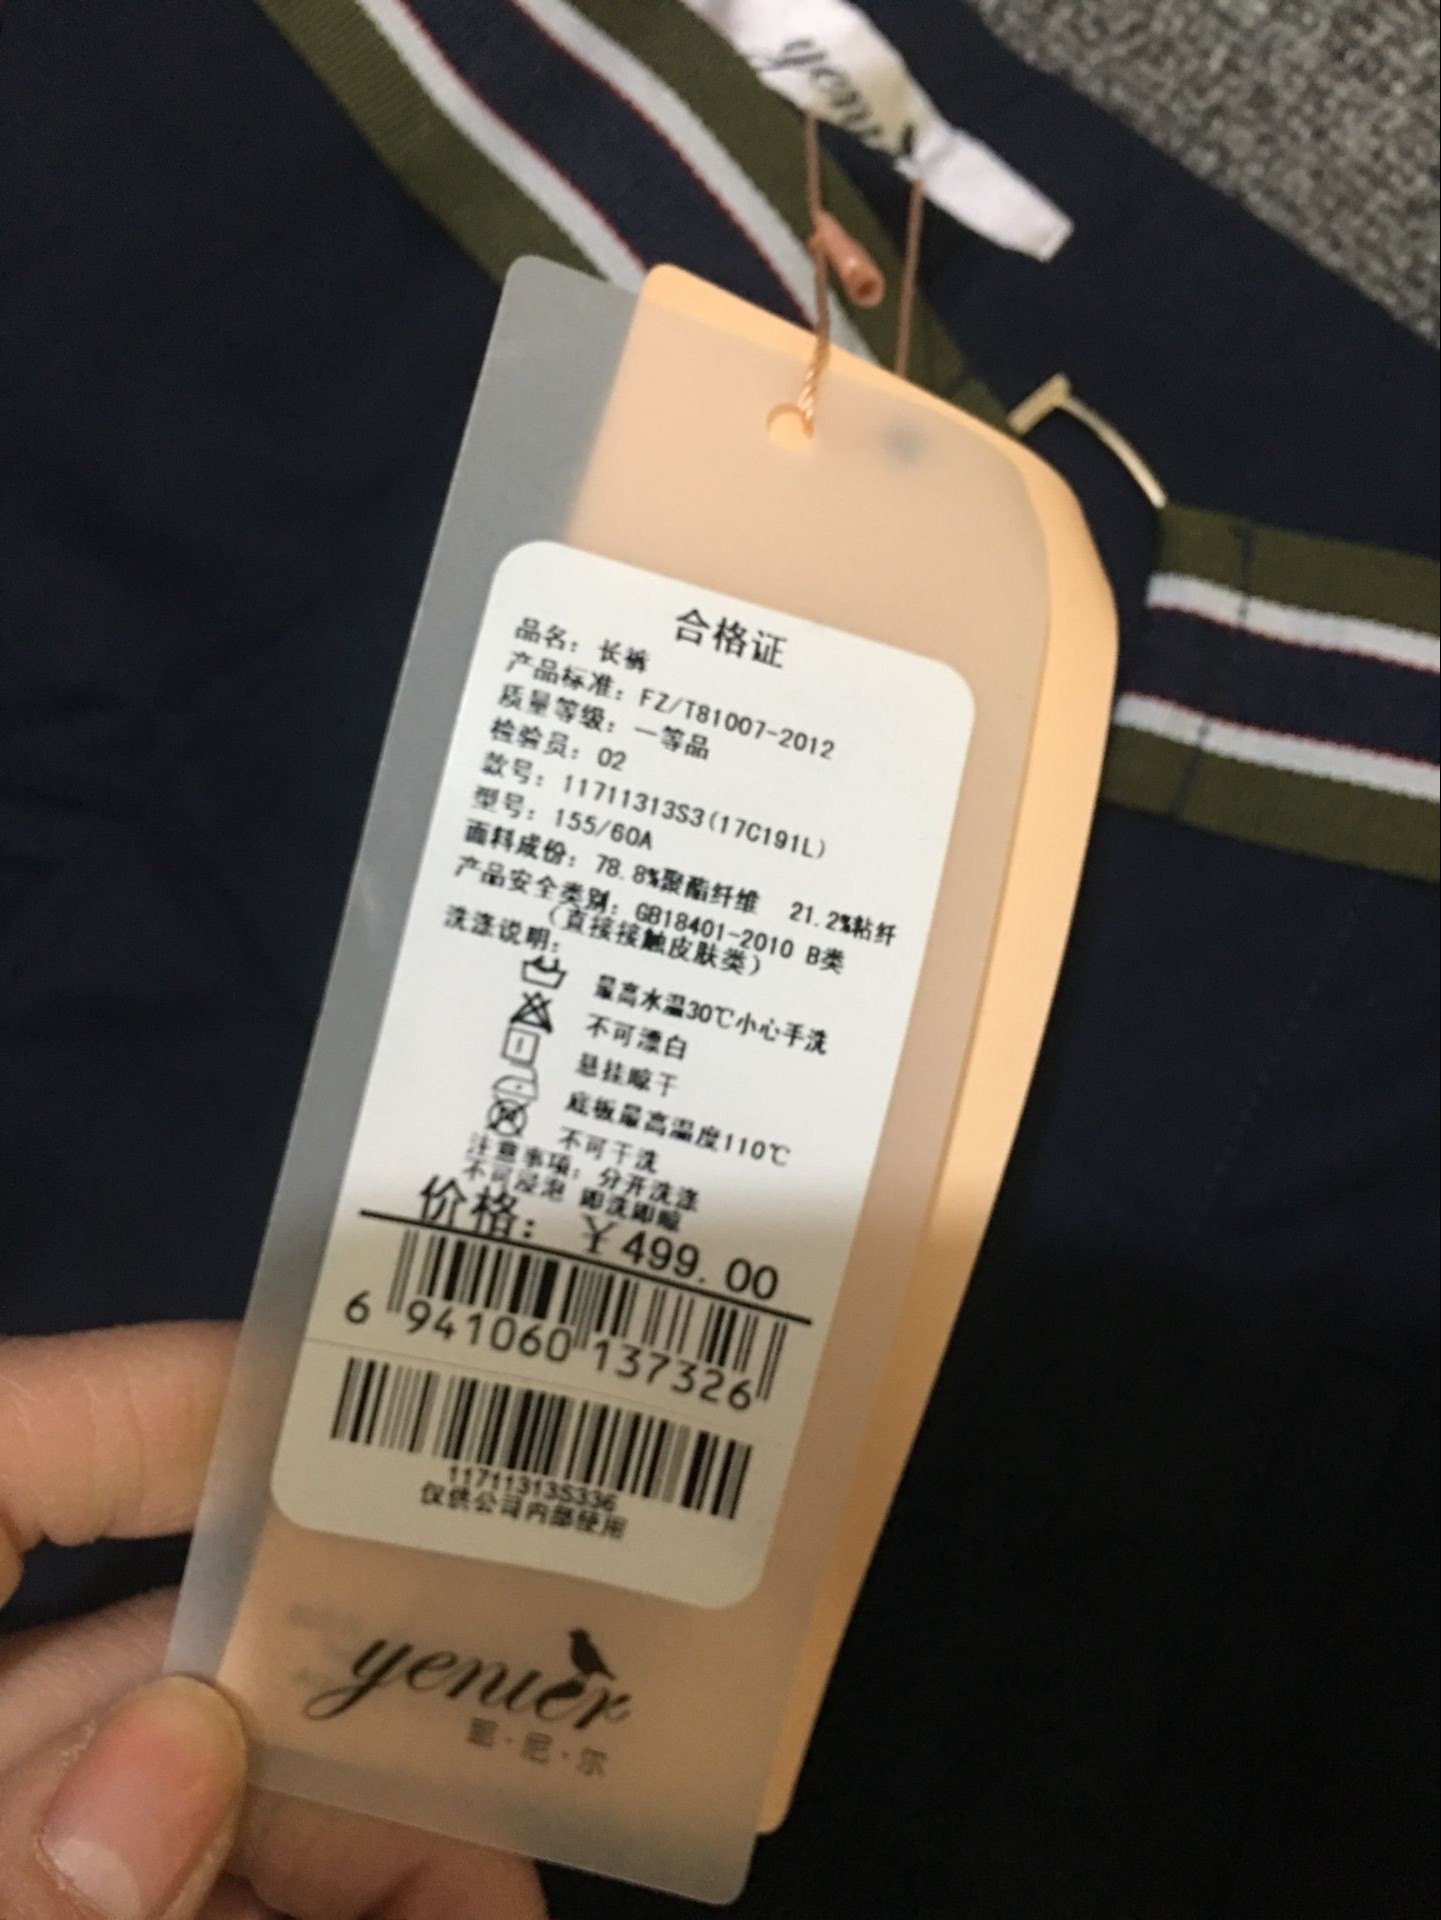 合格证
品名：长裤
产品标准：FZ/T81007-2012
质量等级：一等品
检验员：02
款号：11711313S3(17C191L)
型号：155/60A
面料成份：78.8%聚酯纤维 21.2%粘纤
产品安全类别：GB18401-2010 B类
（直接接触皮肤类）
洗涤说明：
最高水温30℃小心手洗
不可漂白
悬挂晾干
底板最高温度110℃
不可干洗
注意事项：分开洗涤
不可浸泡 即洗即晾
价格：￥499.00
6 941060 137326
11711313S336
仅供公司内部使用
yenier
尼·尔